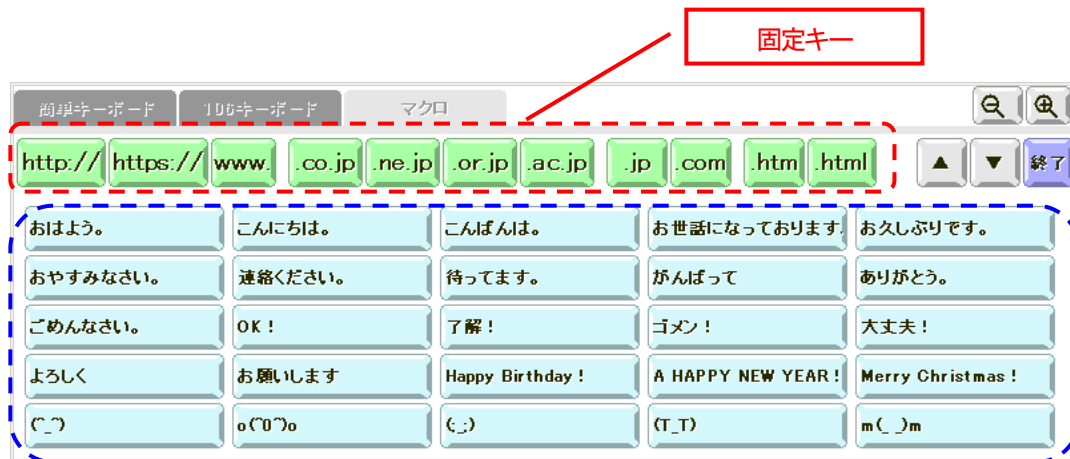 固定キー
簡単キーボード 106キーボード マクロ
http:// https:// www. .co.jp .ne.jp .or.jp .ac.jp .jp .com .htm .html ▲ ▼ 終了
おはよう。 こんにちは。 こんばんは。 お世話になっております。 お久しぶりです。
おやすみなさい。 連絡ください。 待ってます。 がんばって ありがとう。
ごめんなさい。 OK! 了解! ゴメン! 大丈夫!
よろしく お願いします Happy Birthday! A HAPPY NEW YEAR! Merry Christmas!
(^_^) o(^0^)o (;_;) (T_T) m(_ _)m